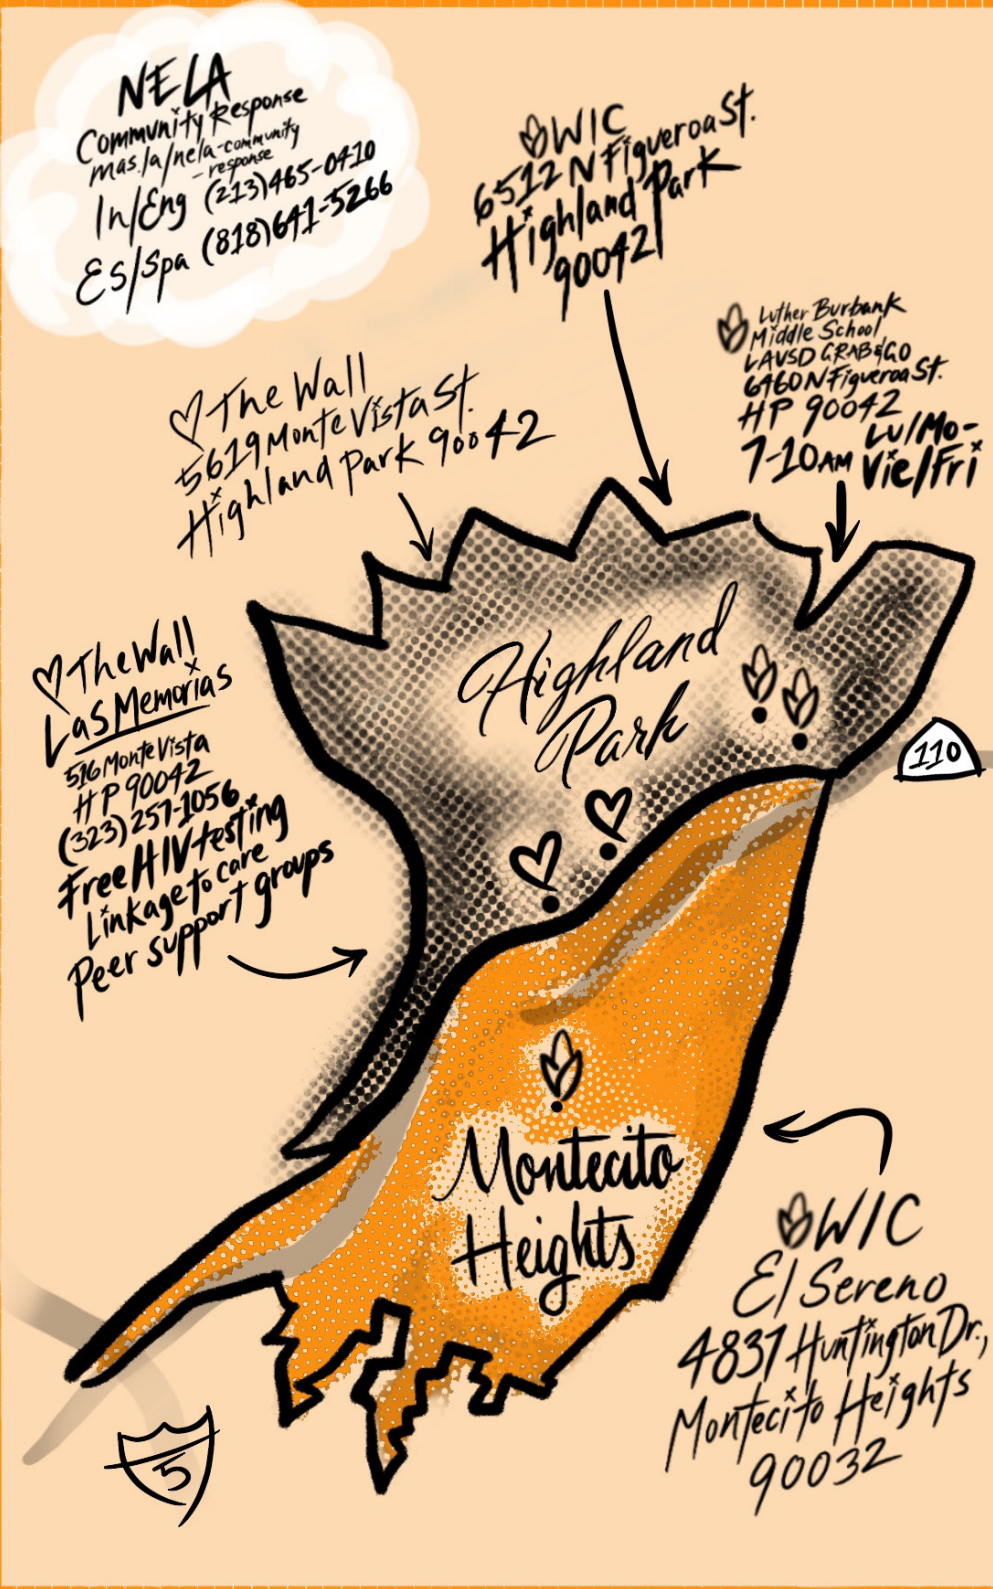 NELA
Community Response
mas.la/nela-community
-response
In/Eng (213)465-0410
Es/Spa (818)641-5266
WIC
6512 N Figueroa St.
Highland Park
90042
Luther Burbank
Middle School
LAUSD GRAB&GO
6460 N Figueroa St.
HP 90042
Lu/Mo-
7-10AM Vie/Fri
The Wall
5619 Monte Vista St.
Highland Park 90042
The Wall
Las Memorias
516 Monte Vista
HP 90042
(323)257-1056
Free HIV testing
Linkage to care
Peer support groups
Highland
Park
110
Montecito
Heights
WIC
El Sereno
4837 Huntington Dr.,
Montecito Heights
90032
5